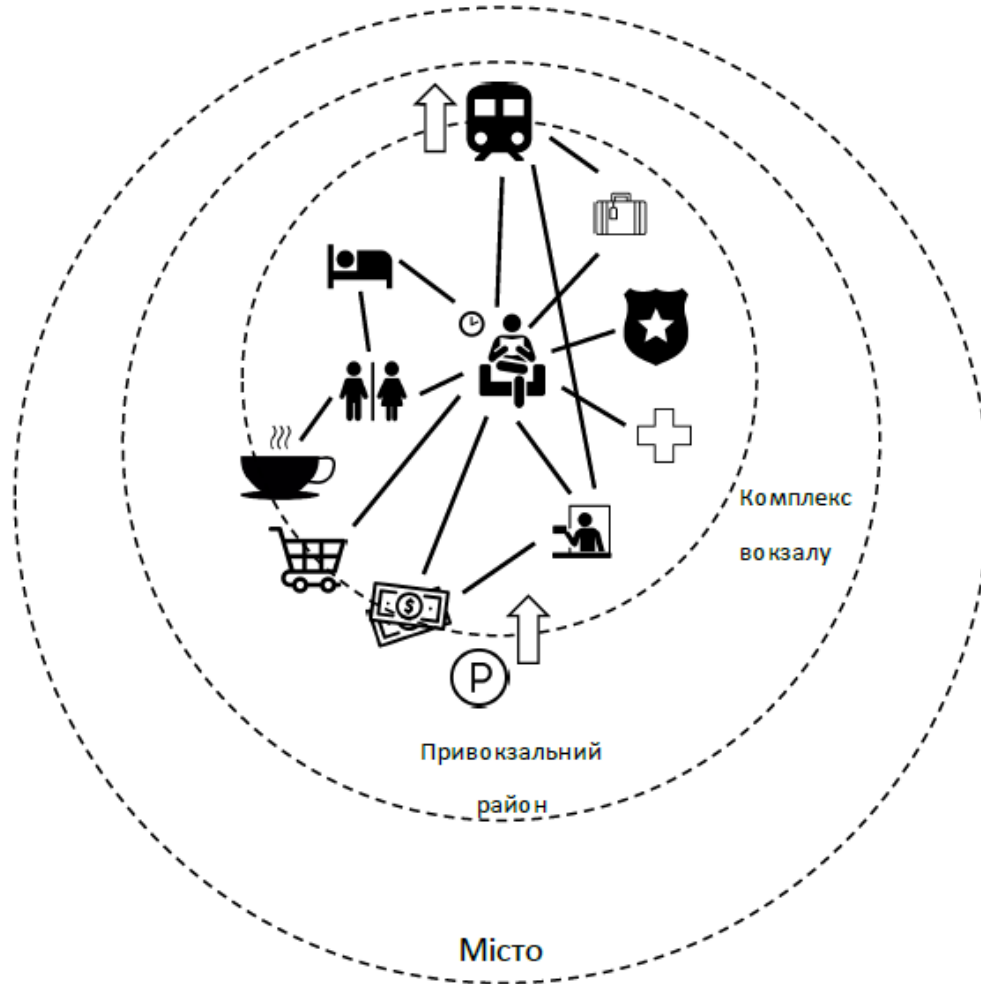 $
Комплекс
вокзалу
P
Привокзальний
район
Місто